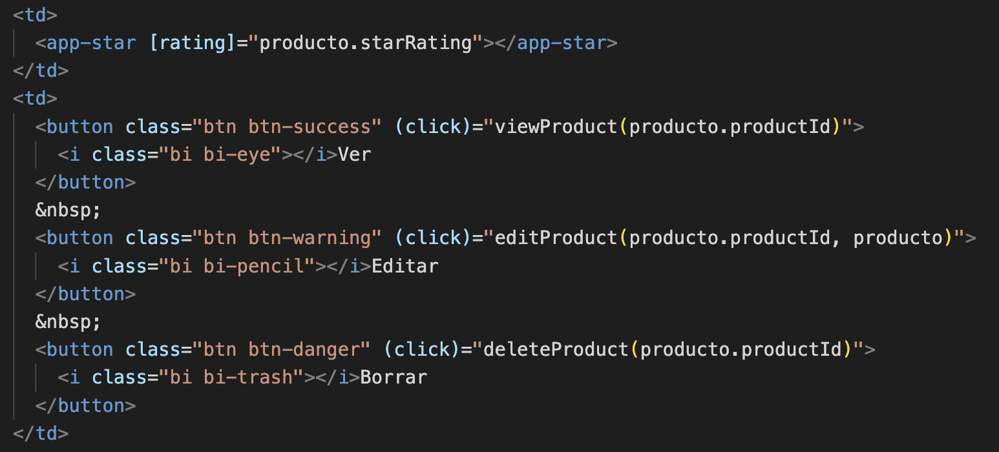 <td>
<app-star [rating]="producto.starRating"></app-star>
</td>
<td>
<button class="btn btn-success" (click)="viewProduct(producto.productId)">
<i class="bi bi-eye"></i>Ver
</button>
&nbsp;
<button class="btn btn-warning" (click)="editProduct(producto.productId, producto)">
<i class="bi bi-pencil"></i>Editar
</button>
&nbsp;
<button class="btn btn-danger" (click)="deleteProduct(producto.productId)">
<i class="bi bi-trash"></i>Borrar
</button>
</td>